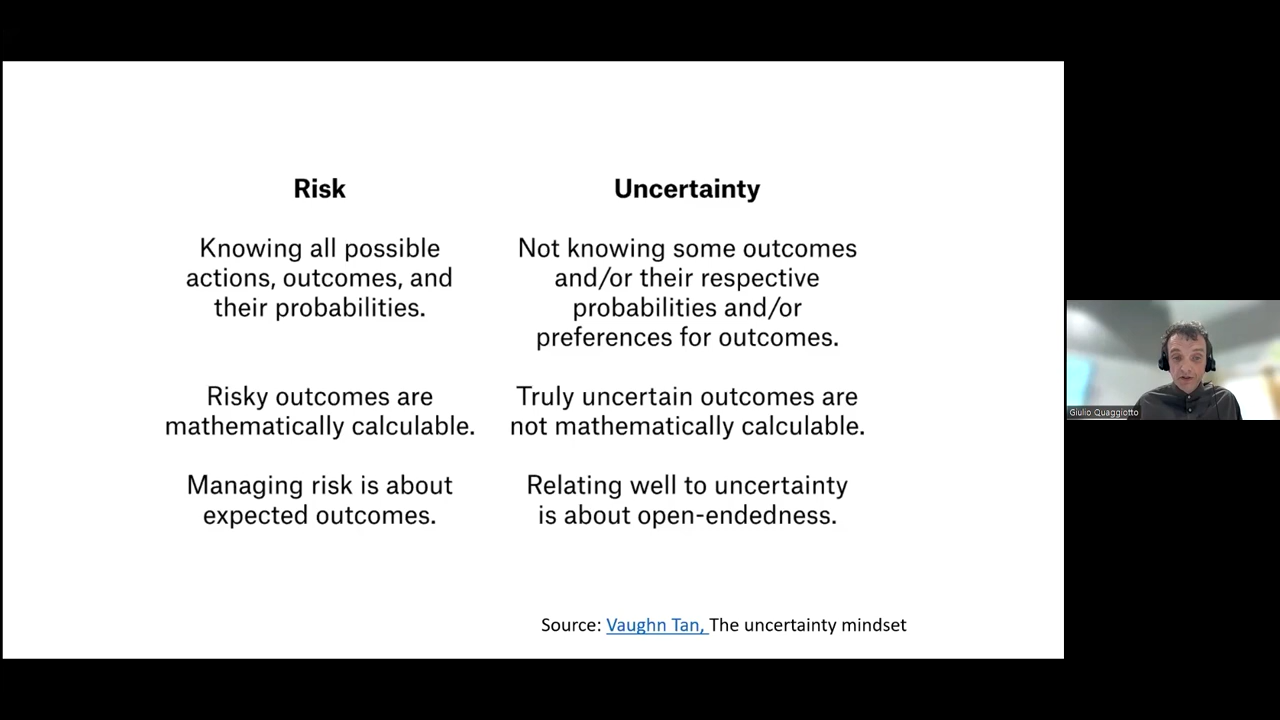 Risk
Knowing all possible
actions, outcomes, and
their probabilities.
Risky outcomes are
mathematically calculable.
Managing risk is about
expected outcomes.
Uncertainty
Not knowing some outcomes
and/or their respective
probabilities and/or
preferences for outcomes.
Truly uncertain outcomes are
not mathematically calculable.
Relating well to uncertainty
is about open-endedness.
Source: Vaughn Tan, The uncertainty mindset
Giulio Quaggiotto